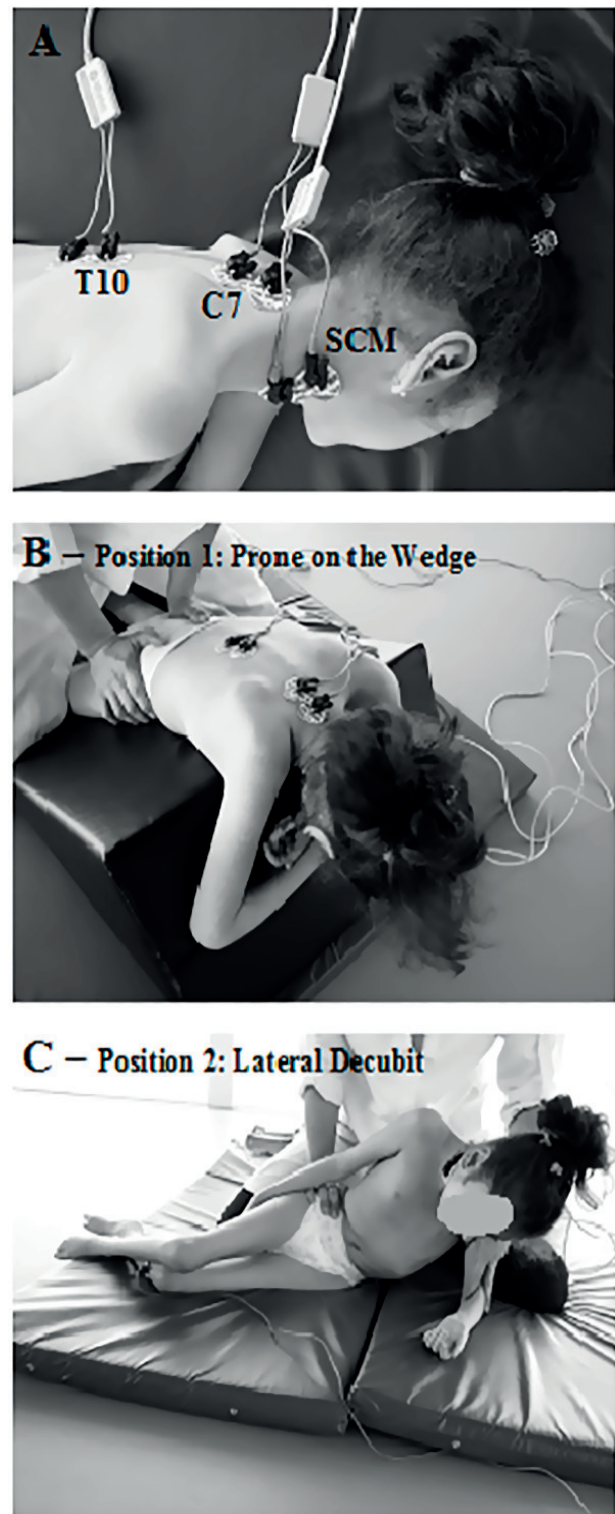 A
T10
C7
SCM
B – Position 1: Prone on the Wedge
C – Position 2: Lateral Decubit